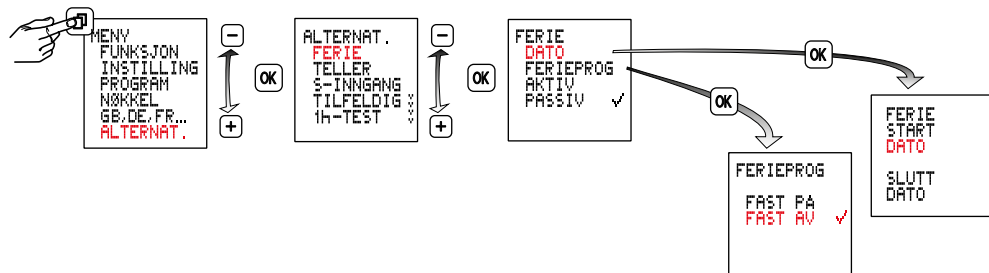 MENY
FUNKSJON
INSTILLING
PROGRAM
NØKKEL
GB,DE,FR...
ALTERNAT.
−
+
OK
ALTERNAT.
FERIE
TELLER
S-INNGANG
TILFELDIG
1h-TEST
−
+
OK
FERIE
DATO
FERIEPROG
AKTIV
PASSIV ✓
OK
OK
FERIEPROG
FAST PA
FAST AV ✓
FERIE
START
DATO
SLUTT
DATO